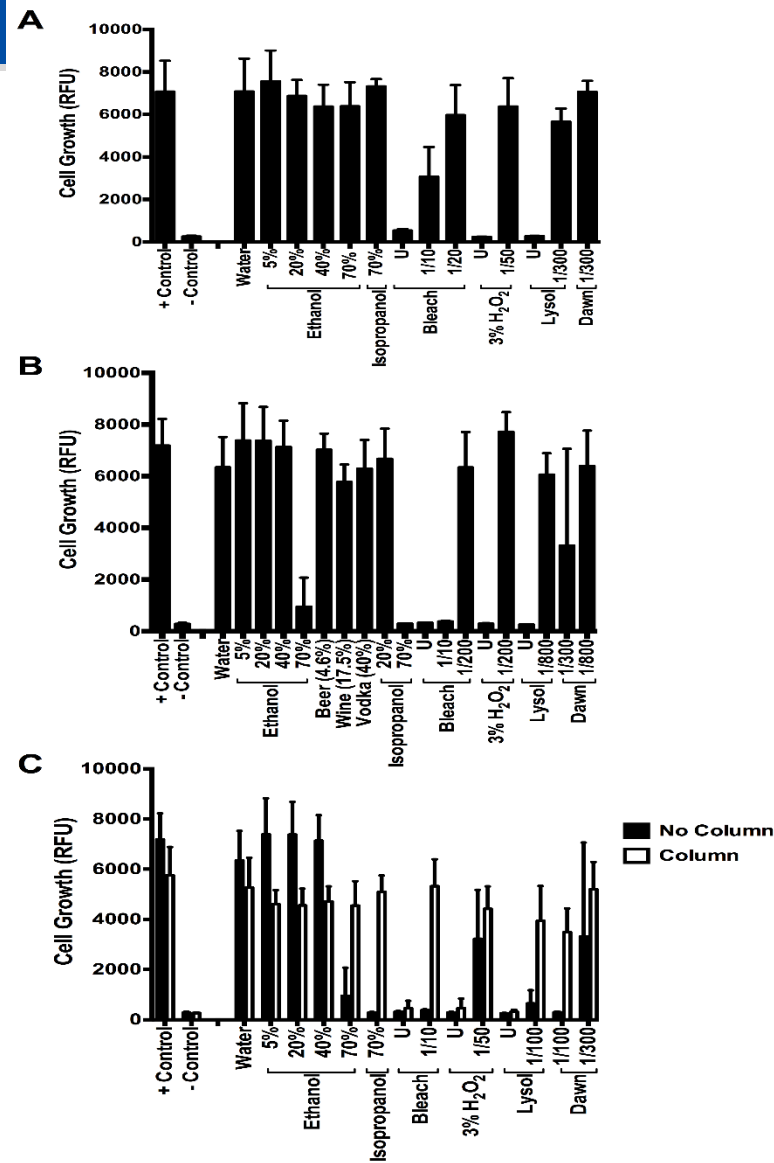 A
10000
8000
6000
4000
2000
0
Cell Growth (RFU)
+ Control
- Control
Water
5%
20%
40%
70%
70%
U
1/10
1/20
U
1/50
U
1/300
1/300
Ethanol
Isopropanol
Bleach
3% H₂O₂
Lysol
Dawn
B
10000
8000
6000
4000
2000
0
Cell Growth (RFU)
+ Control
- Control
Water
5%
20%
40%
70%
Beer (4.6%)
Wine (17.5%)
Vodka (40%)
20%
70%
U
1/10
1/200
U
1/200
U
1/800
1/300
1/800
Ethanol
Isopropanol
Bleach
3% H₂O₂
Lysol
Dawn
C
10000
8000
6000
4000
2000
0
Cell Growth (RFU)
No Column
Column
+ Control
- Control
Water
5%
20%
40%
70%
70%
U
1/10
U
1/50
U
1/100
1/100
1/300
Ethanol
Isopropanol
Bleach
3% H₂O₂
Lysol
Dawn